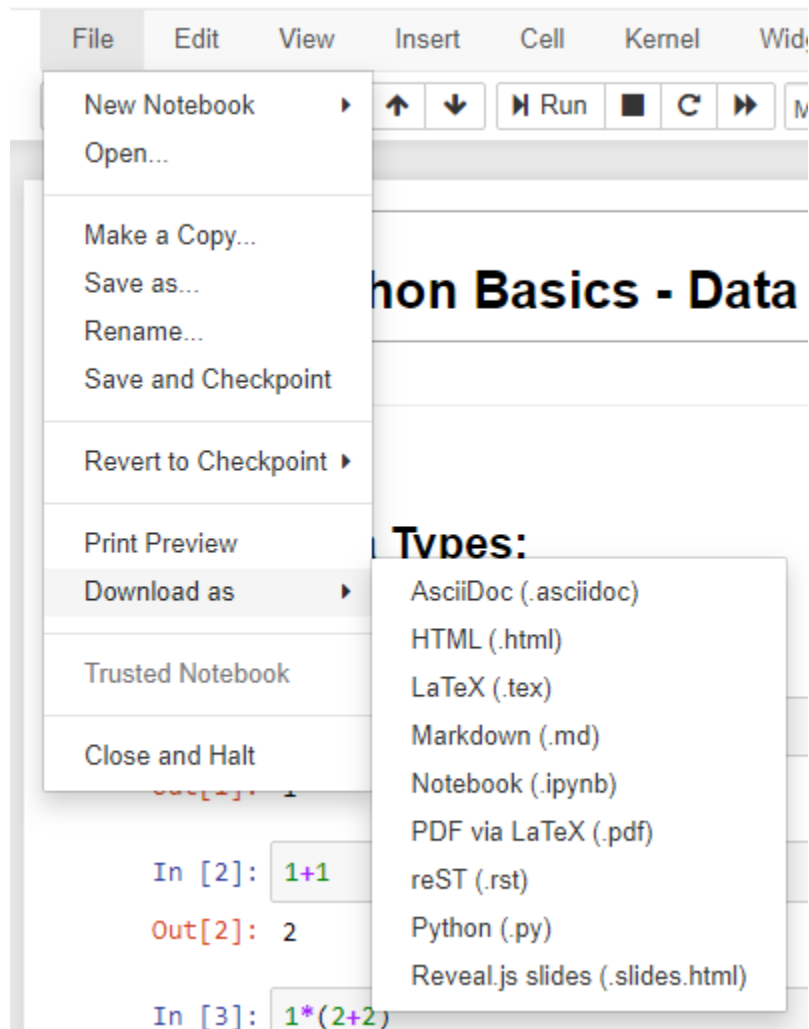 File Edit View Insert Cell Kernel
New Notebook
Run
Open...
Make a Copy...
Save as...
hon Basics - Data
Rename...
Save and Checkpoint
Revert to Checkpoint
Print Preview
Types:
Download as
AsciiDoc (.asciidoc)
HTML (.html)
LaTeX (.tex)
Trusted Notebook
Markdown (.md)
Close and Halt
Notebook (.ipynb)
Out[1]: 1
PDF via LaTeX (.pdf)
In [2]: 1+1
reST (.rst)
Out[2]: 2
Python (.py)
Reveal.js slides (.slides.html)
In [3]: 1*(2+2)